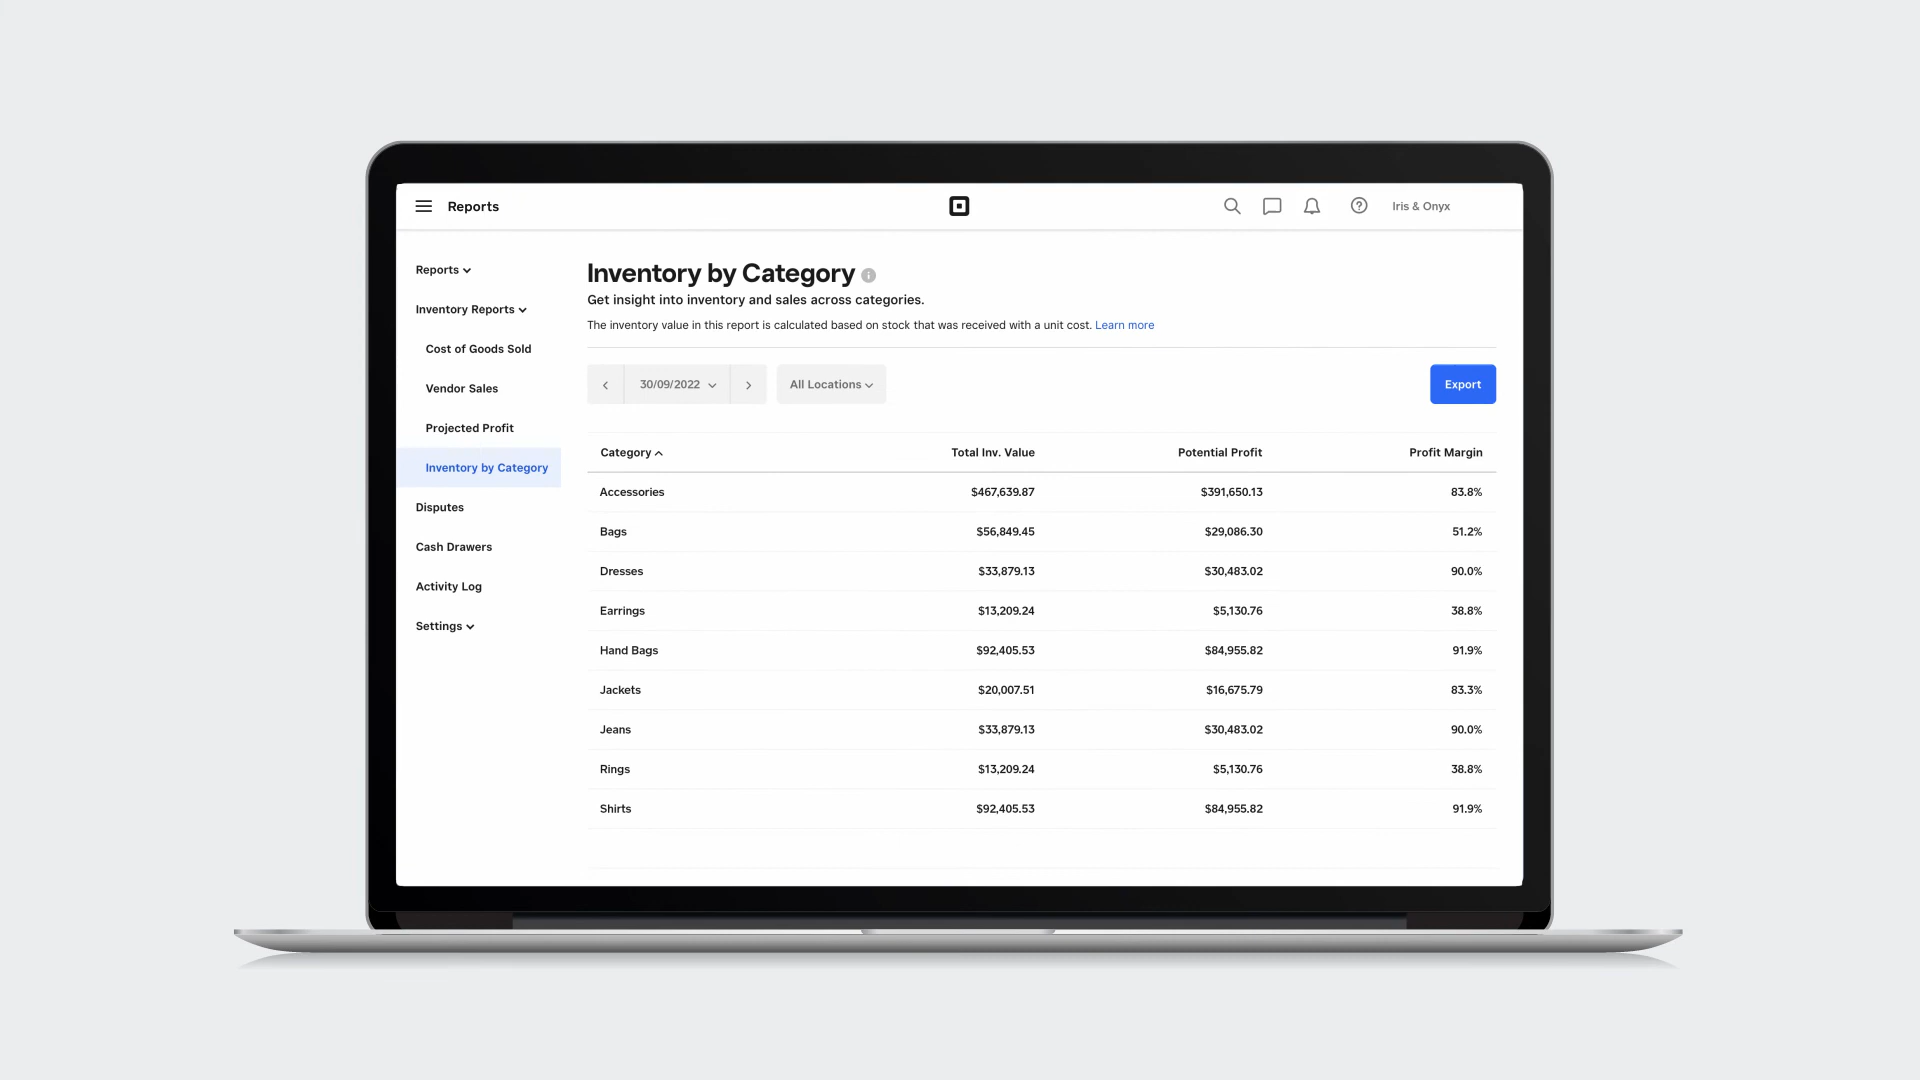 Reports
Iris & Onyx
Reports
Inventory Reports
Cost of Goods Sold
Vendor Sales
Projected Profit
Inventory by Category
Disputes
Cash Drawers
Activity Log
Settings
Inventory by Category
Get insight into inventory and sales across categories.
The inventory value in this report is calculated based on stock that was received with a unit cost. Learn more
30/09/2022 All Locations Export
Category Total Inv. Value Potential Profit Profit Margin
Accessories $467,639.87 $391,650.13 83.8%
Bags $56,849.45 $29,086.30 51.2%
Dresses $33,879.13 $30,483.02 90.0%
Earrings $13,209.24 $5,130.76 38.8%
Hand Bags $92,405.53 $84,955.82 91.9%
Jackets $20,007.51 $16,675.79 83.3%
Jeans $33,879.13 $30,483.02 90.0%
Rings $13,209.24 $5,130.76 38.8%
Shirts $92,405.53 $84,955.82 91.9%